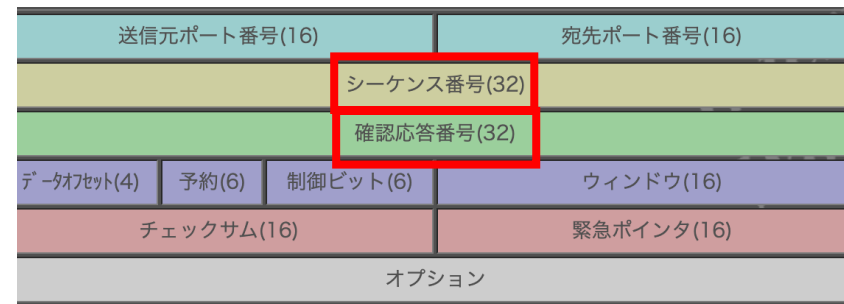 送信元ポート番号(16) 宛先ポート番号(16)
シーケンス番号(32)
確認応答番号(32)
データオフセット(4) 予約(6) 制御ビット(6) ウィンドウ(16)
チェックサム(16) 緊急ポインタ(16)
オプション